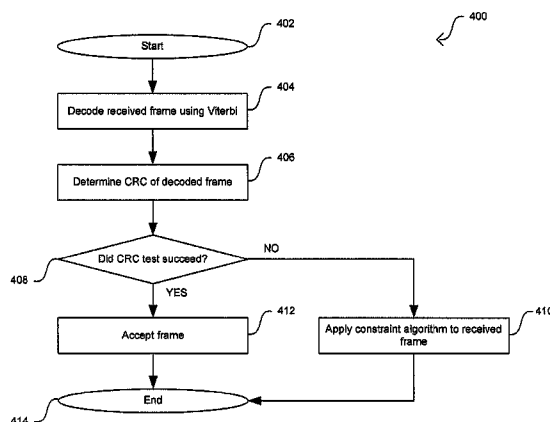 402
400
Start
404
Decode received frame using Viterbi
406
Determine CRC of decoded frame
Did CRC test succeed?
NO
408
YES
412
410
Accept frame
Apply constraint algorithm to received
frame
End
414